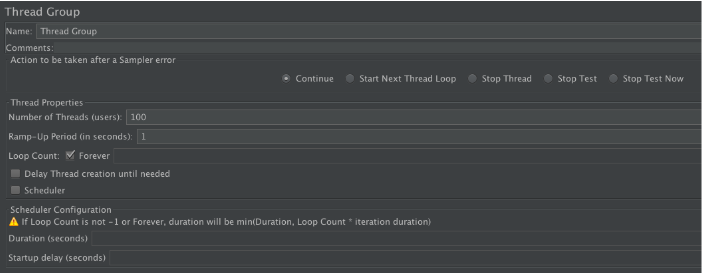 Thread Group
Name: Thread Group
Comments:
Action to be taken after a Sampler error
Continue Start Next Thread Loop Stop Thread Stop Test Stop Test Now
Thread Properties
Number of Threads (users): 100
Ramp-Up Period (in seconds): 1
Loop Count: Forever
Delay Thread creation until needed
Scheduler
Scheduler Configuration
If Loop Count is not -1 or Forever, duration will be min(Duration, Loop Count * iteration duration)
Duration (seconds)
Startup delay (seconds)